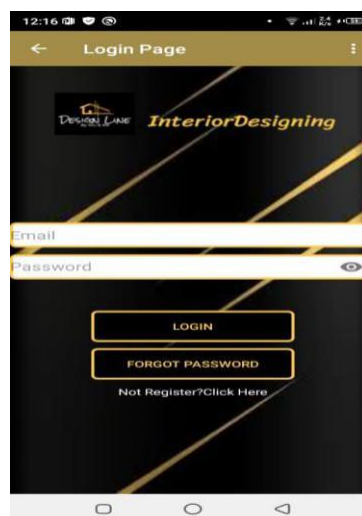 12:16
Login Page
DESIGN LINE
InteriorDesigning
Email
Password
LOGIN
FORGOT PASSWORD
Not Register?Click Here